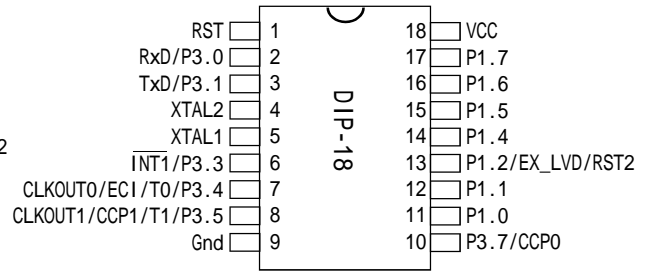 RST 1 18 VCC
RxD/P3.0 2 17 P1.7
TxD/P3.1 3 16 P1.6
XTAL2 4 15 P1.5
XTAL1 5 14 P1.4
2
INT1/P3.3 6 13 P1.2/EX_LVD/RST2
CLKOUT0/ECI/T0/P3.4 7 12 P1.1
CLKOUT1/CCP1/T1/P3.5 8 11 P1.0
Gnd 9 10 P3.7/CCP0
DIP-18